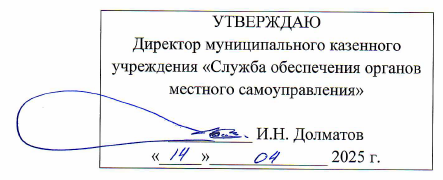 УТВЕРЖДАЮ
Директор муниципального казенного
учреждения «Служба обеспечения органов
местного самоуправления»
И.Н. Долматов
«14» 04 2025 г.